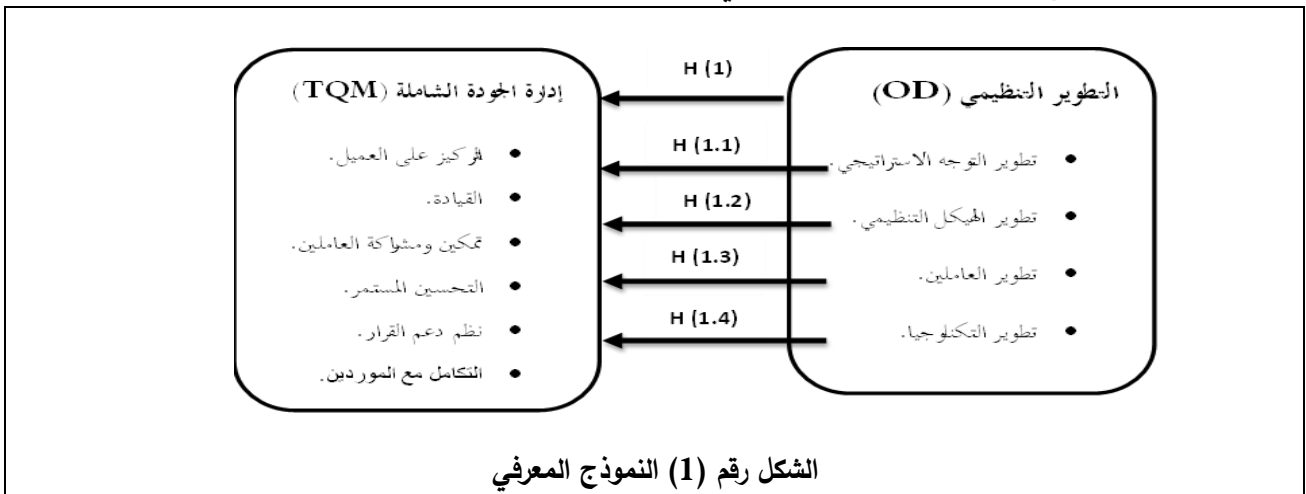 التطوير التنظيمي (OD)
تطوير التوجه الاستراتيجي.
تطوير الهيكل التنظيمي.
تطوير العاملين.
تطوير التكنلوجيا.
H (1)
H (1.1)
H (1.2)
H (1.3)
H (1.4)
إدارة الجودة الشاملة (TQM)
التركيز على العميل.
القيادة.
تمكين ومشاركة العاملين.
التحسين المستمر.
نظم دعم القرار.
التكامل مع الموردين.
الشكل رقم (1) النموذج المعرفي